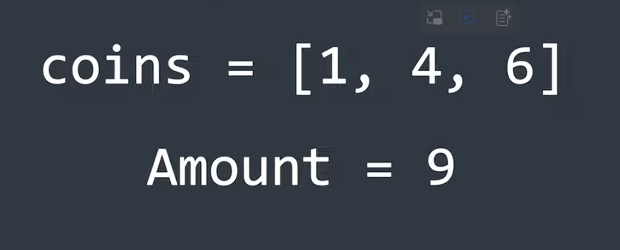 coins = [1, 4, 6]
Amount = 9